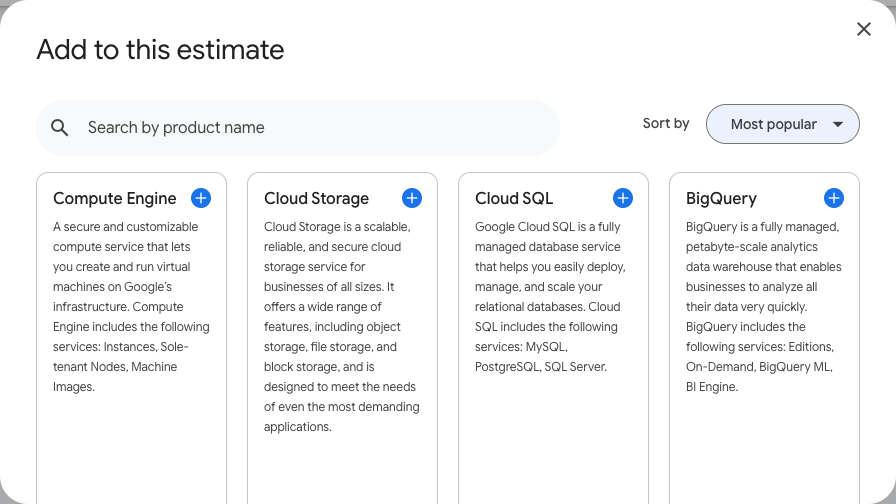 Add to this estimate
Search by product name
Sort by
Most popular
Compute Engine
A secure and customizable
compute service that lets
you create and run virtual
machines on Google's
infrastructure. Compute
Engine includes the following
services: Instances, Sole-
tenant Nodes, Machine
Images.
Cloud Storage
Cloud Storage is a scalable,
reliable, and secure cloud
storage service for
businesses of all sizes. It
offers a wide range of
features, including object
storage, file storage, and
block storage, and is
designed to meet the needs
of even the most demanding
applications.
Cloud SQL
Google Cloud SQL is a fully
managed database service
that helps you easily deploy,
manage, and scale your
relational databases. Cloud
SQL includes the following
services: MySQL,
PostgreSQL, SQL Server.
BigQuery
BigQuery is a fully managed,
petabyte-scale analytics
data warehouse that enables
businesses to analyze all
their data very quickly.
BigQuery includes the
following services: Editions,
On-Demand, BigQuery ML,
BI Engine.